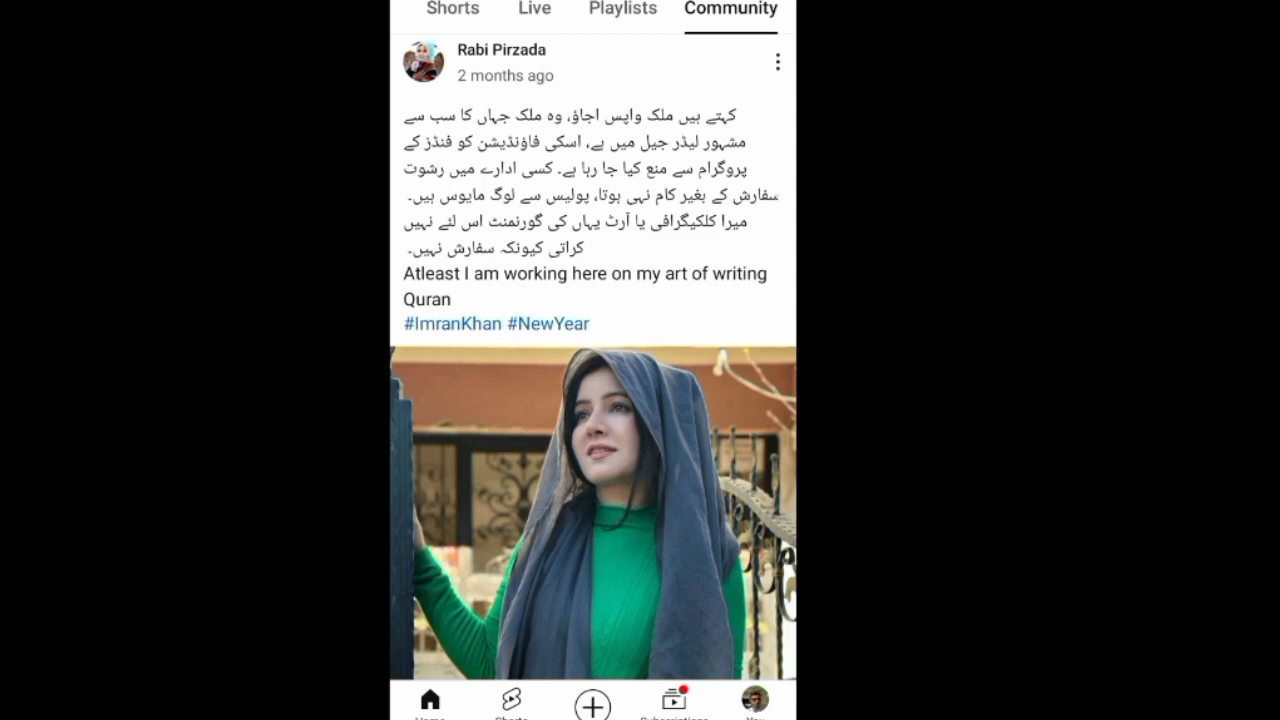 Shorts Live Playlists Community
Rabi Pirzada
2 months ago
کہتے ہیں ملک واپس اجاؤ، وہ ملک جہاں کا سب سے
مشہور لیڈر جیل میں ہے، اسکی فاؤنڈیشن کو فنڈز کے
پروگرام سے منع کیا جا رہا ہے۔ کسی ادارے میں رشوت
سفارش کے بغیر کام نہی ہوتا، پولیس سے لوگ مایوس ہیں۔
میرا کلکیگرافی یا آرٹ یہاں کی گورنمنٹ اس لئے نہیں
کراتی کیونکہ سفارش نہیں۔
Atleast I am working here on my art of writing
Quran
#ImranKhan #NewYear